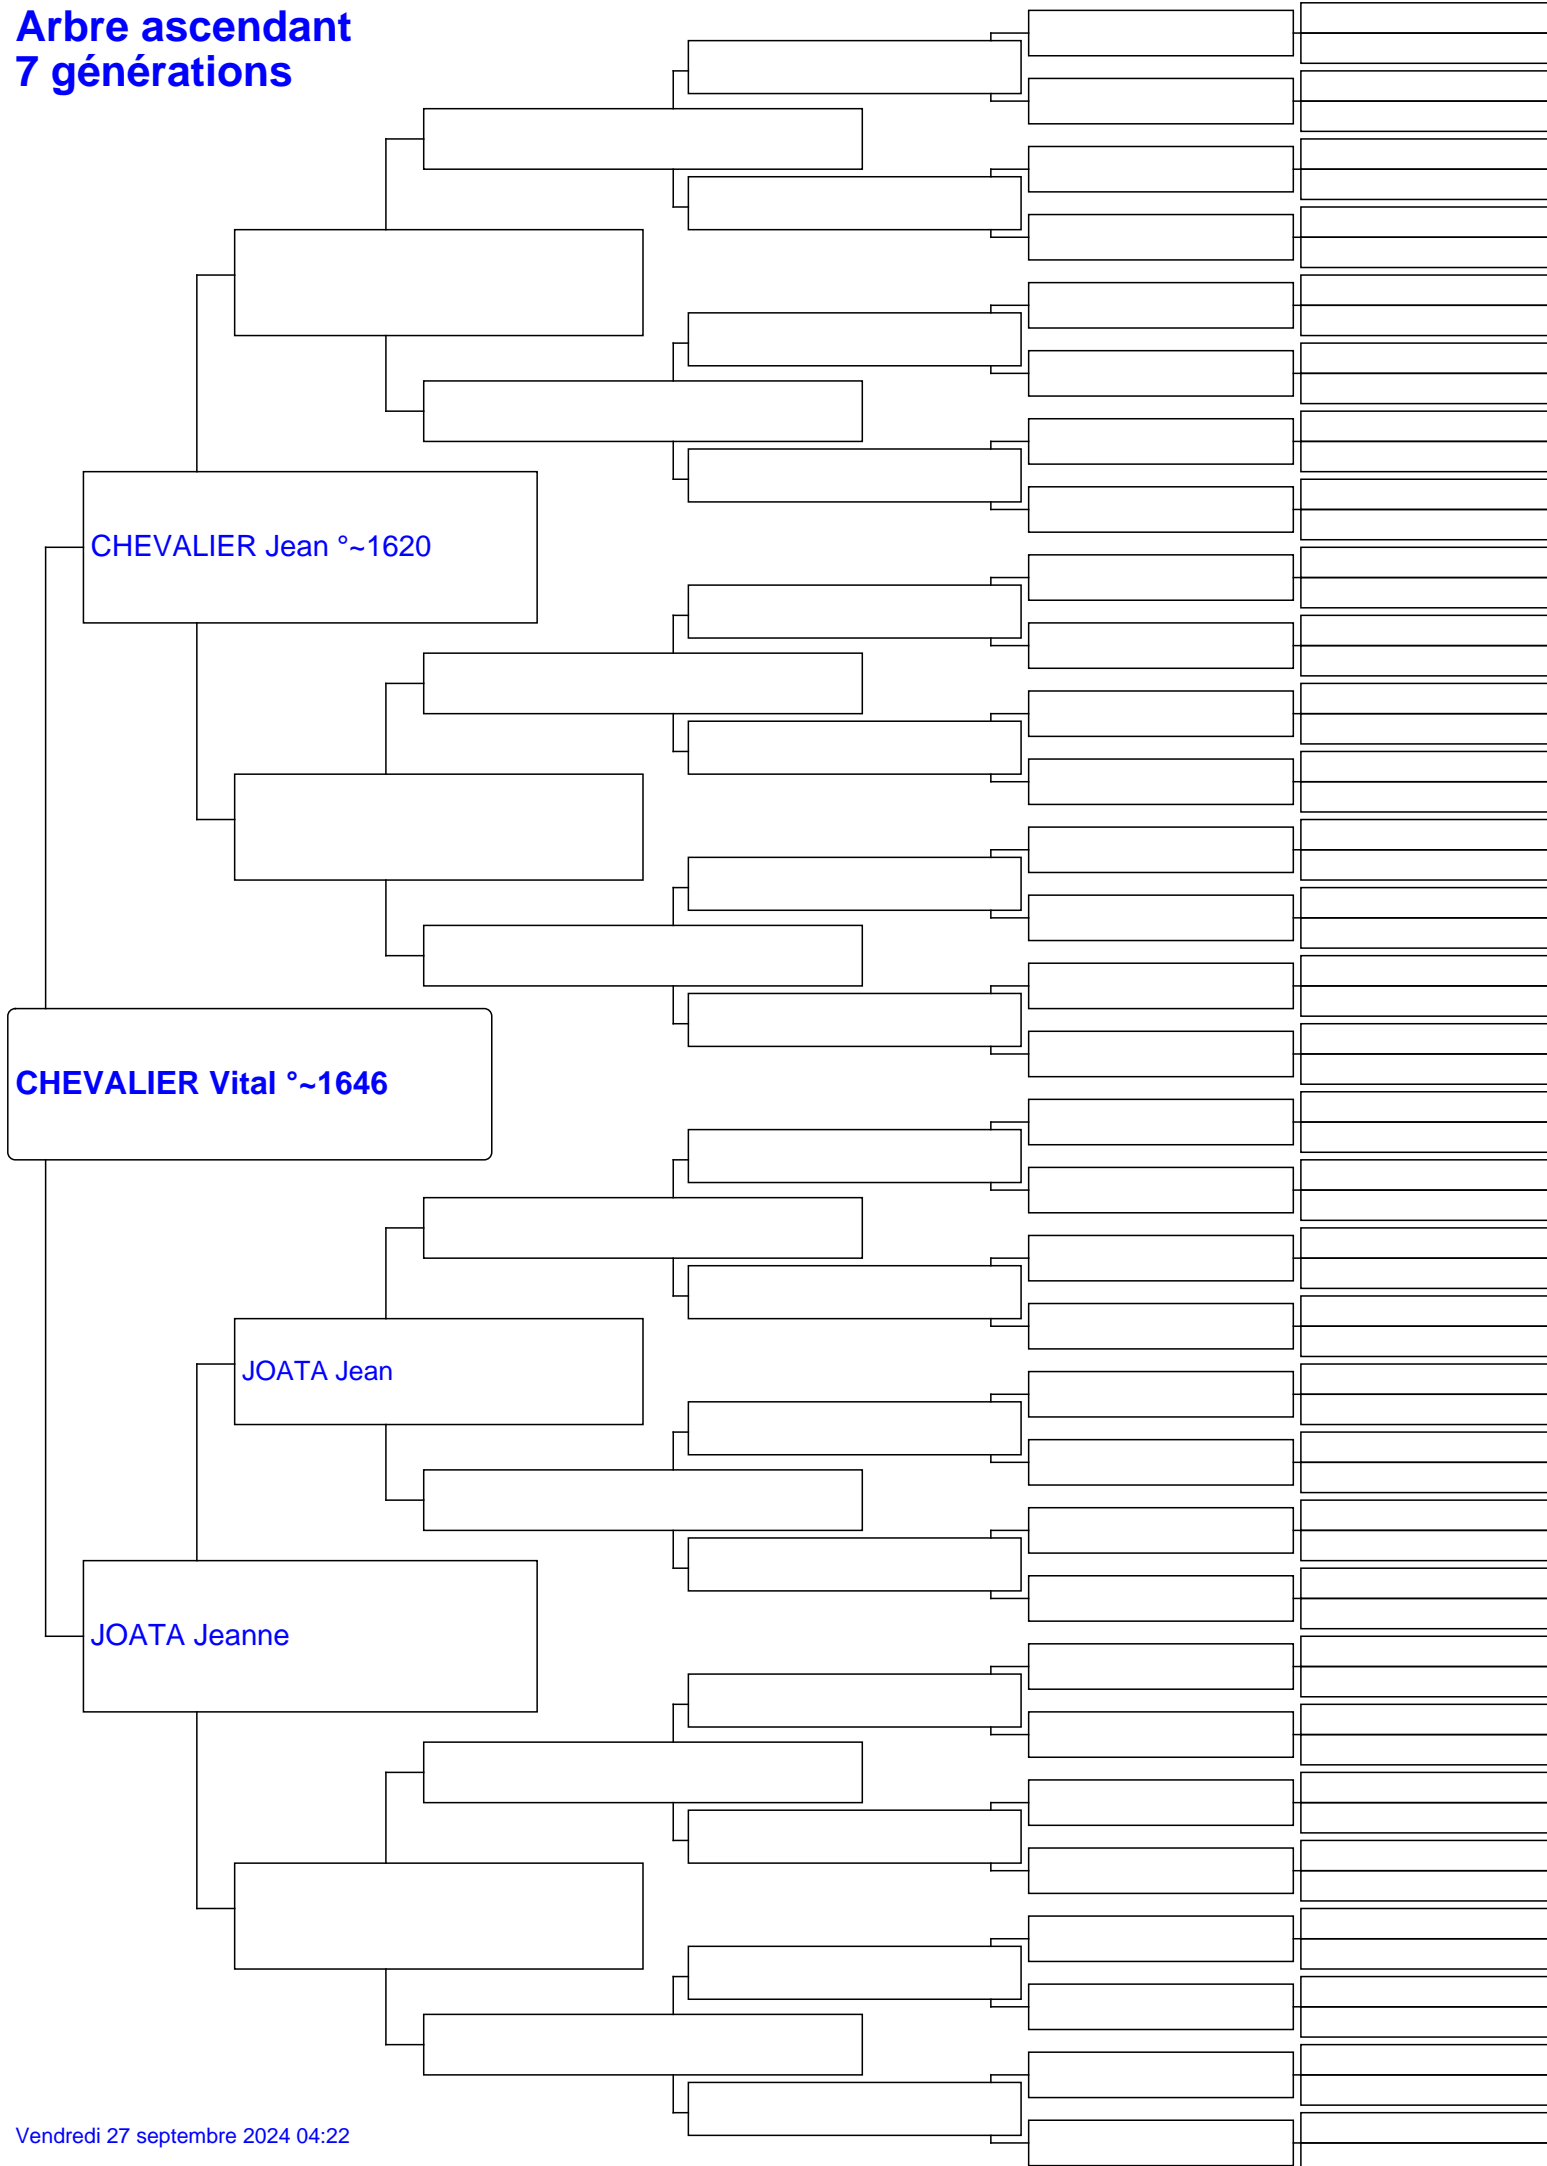 Arbre ascendant
7 générations
CHEVALIER Jean °~1620
CHEVALIER Vital °~1646
JOATA Jean
JOATA Jeanne
Vendredi 27 septembre 2024 04:22